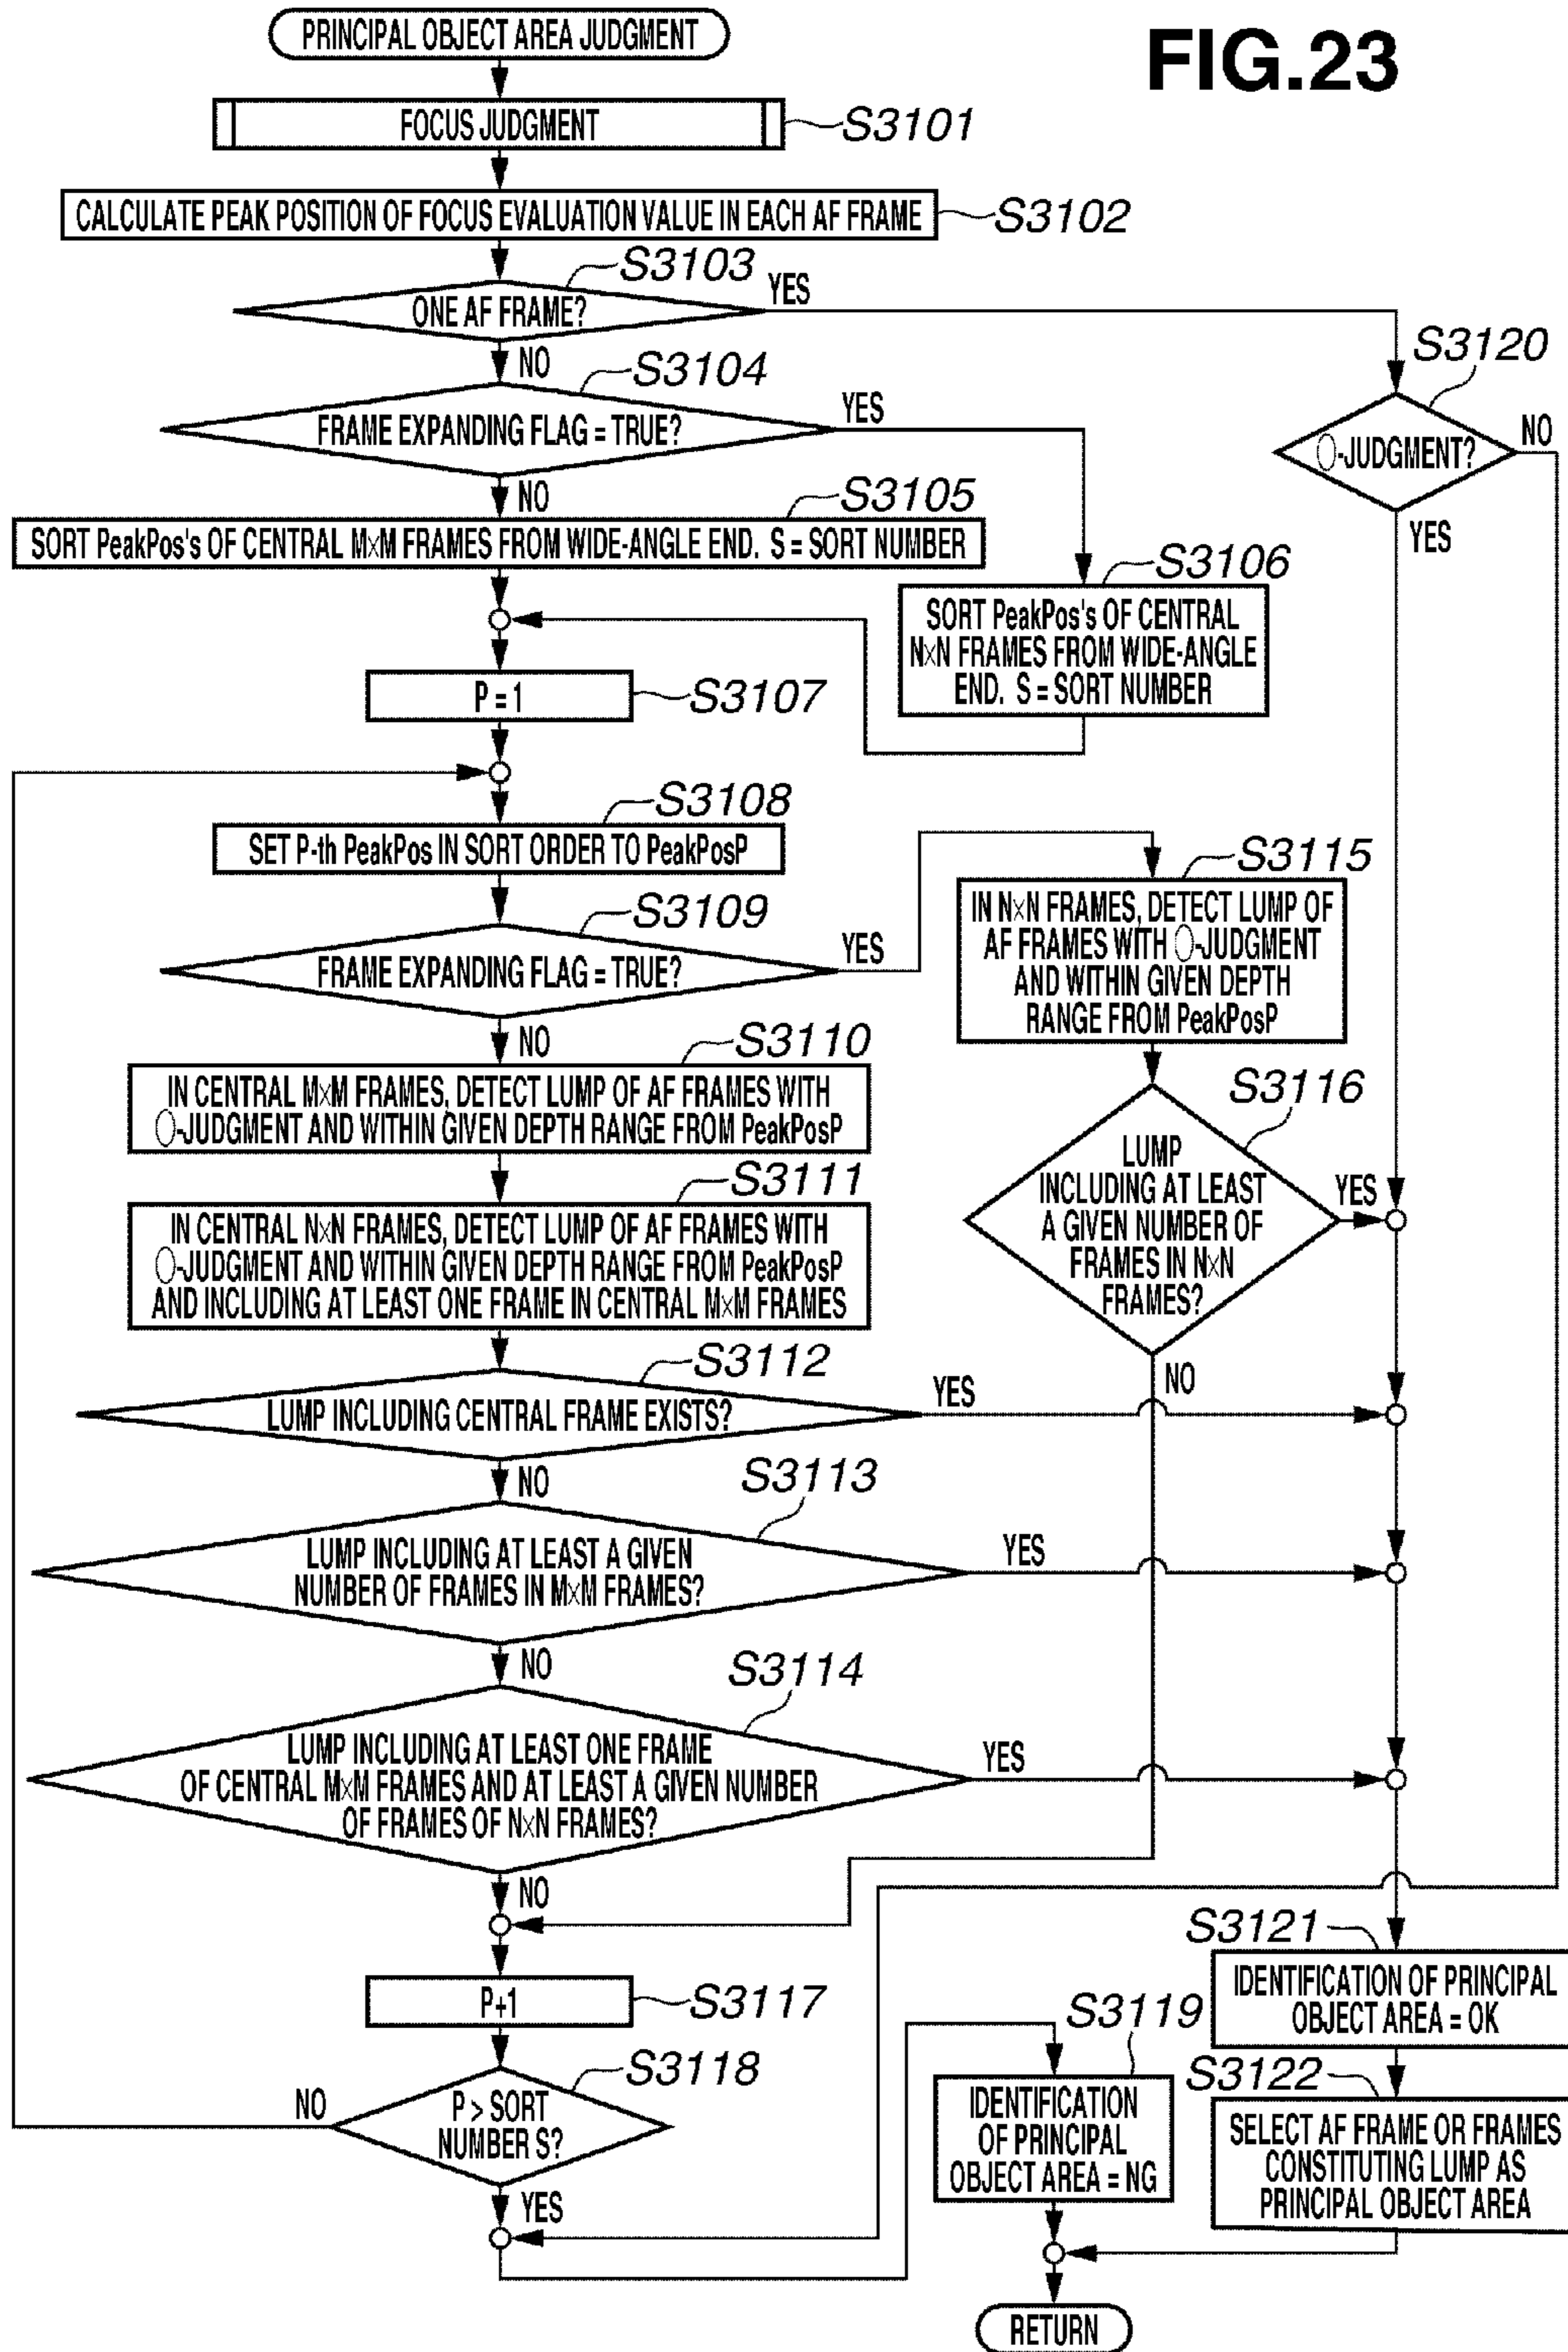 FIG.23
PRINCIPAL OBJECT AREA JUDGMENT
FOCUS JUDGMENT
S3101
CALCULATE PEAK POSITION OF FOCUS EVALUATION VALUE IN EACH AF FRAME
S3102
S3103
ONE AF FRAME?
YES
NO
S3104
FRAME EXPANDING FLAG = TRUE?
YES
NO
S3120
○-JUDGMENT?
NO
YES
S3105
SORT PeakPos's OF CENTRAL M×M FRAMES FROM WIDE-ANGLE END. S = SORT NUMBER
S3106
SORT PeakPos's OF CENTRAL
N×N FRAMES FROM WIDE-ANGLE
END. S = SORT NUMBER
P = 1
S3107
S3108
SET P-th PeakPos IN SORT ORDER TO PeakPosP
S3109
FRAME EXPANDING FLAG = TRUE?
YES
NO
S3115
IN N×N FRAMES, DETECT LUMP OF
AF FRAMES WITH ○-JUDGMENT
AND WITHIN GIVEN DEPTH
RANGE FROM PeakPosP
S3110
IN CENTRAL M×M FRAMES, DETECT LUMP OF AF FRAMES WITH
○-JUDGMENT AND WITHIN GIVEN DEPTH RANGE FROM PeakPosP
S3116
LUMP
INCLUDING AT LEAST
A GIVEN NUMBER OF
FRAMES IN N×N
FRAMES?
YES
NO
S3111
IN CENTRAL N×N FRAMES, DETECT LUMP OF AF FRAMES WITH
○-JUDGMENT AND WITHIN GIVEN DEPTH RANGE FROM PeakPosP
AND INCLUDING AT LEAST ONE FRAME IN CENTRAL M×M FRAMES
S3112
LUMP INCLUDING CENTRAL FRAME EXISTS?
YES
NO
S3113
LUMP INCLUDING AT LEAST A GIVEN
NUMBER OF FRAMES IN M×M FRAMES?
YES
NO
S3114
LUMP INCLUDING AT LEAST ONE FRAME
OF CENTRAL M×M FRAMES AND AT LEAST A GIVEN NUMBER
OF FRAMES OF N×N FRAMES?
YES
NO
P+1
S3117
S3118
P > SORT
NUMBER S?
NO
YES
S3119
IDENTIFICATION
OF PRINCIPAL
OBJECT AREA = NG
S3121
IDENTIFICATION OF PRINCIPAL
OBJECT AREA = OK
S3122
SELECT AF FRAME OR FRAMES
CONSTITUTING LUMP AS
PRINCIPAL OBJECT AREA
RETURN